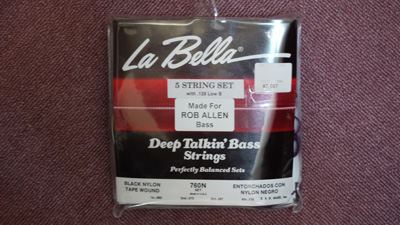 La Bella®
5 STRING SET
with .128 Low B
Made For
ROB ALLEN
Bass
Deep Talkin' Bass
Strings
Perfectly Balanced Sets
BLACK NYLON
TAPE WOUND
760N
SET
ENTORCHADOS CON
NYLON NEGRO